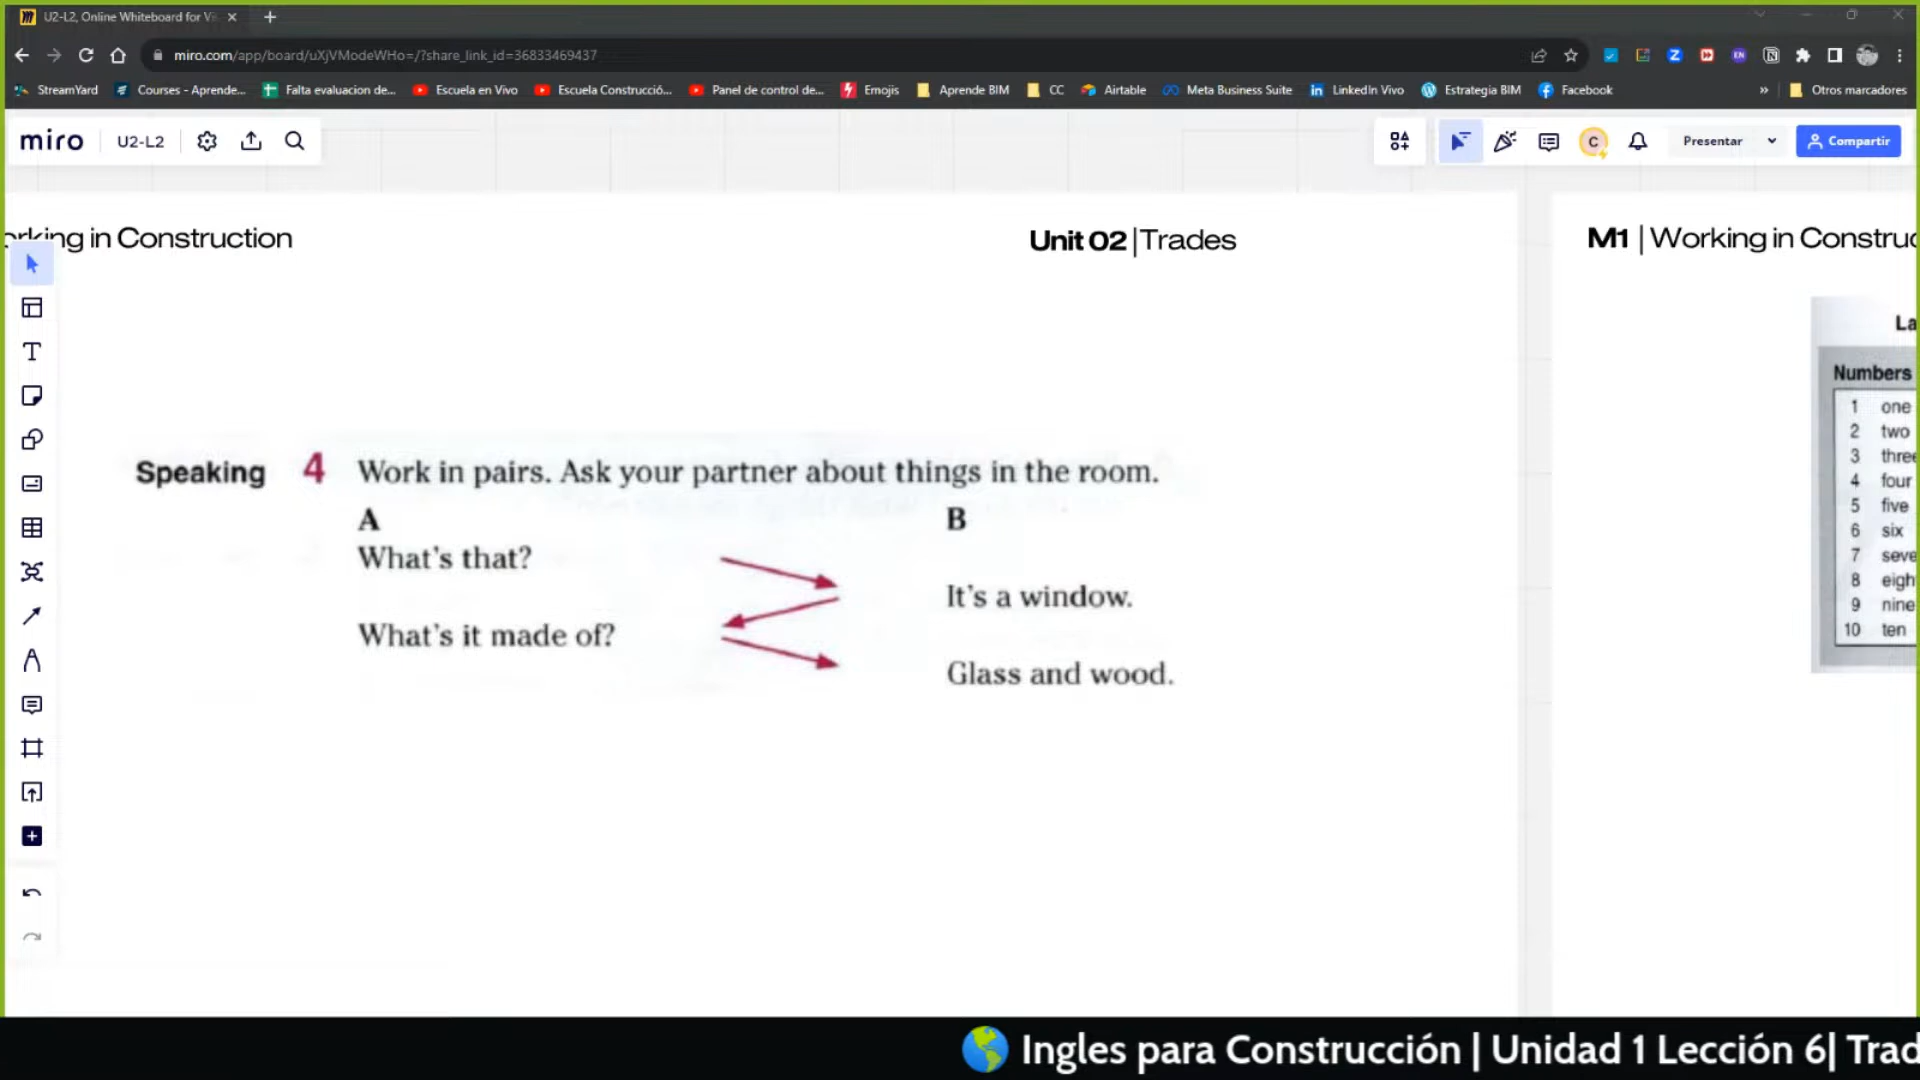 U2-L2, Online Whiteboard for Vi
miro.com/app/board/uXjVModeWHo=/?share_link_id=36833469437
StreamYard
Courses - Aprende...
Falta evaluacion de...
Escuela en Vivo
Escuela Construcció...
Panel de control de...
Emojis
Aprende BIM
CC
Airtable
Meta Business Suite
LinkedIn Vivo
Estrategia BIM
Facebook
»
Otros marcadores
miro
U2-L2
C
Presentar
Compartir
orking in Construction
Unit 02 | Trades
M1 | Working in Construc
Speaking 4 Work in pairs. Ask your partner about things in the room.
A B
What's that?
It's a window.
What's it made of?
Glass and wood.
La
Numbers
1 one
2 two
3 three
4 four
5 five
6 six
7 seve
8 eigh
9 nine
10 ten
Ingles para Construcción | Unidad 1 Lección 6| Trad